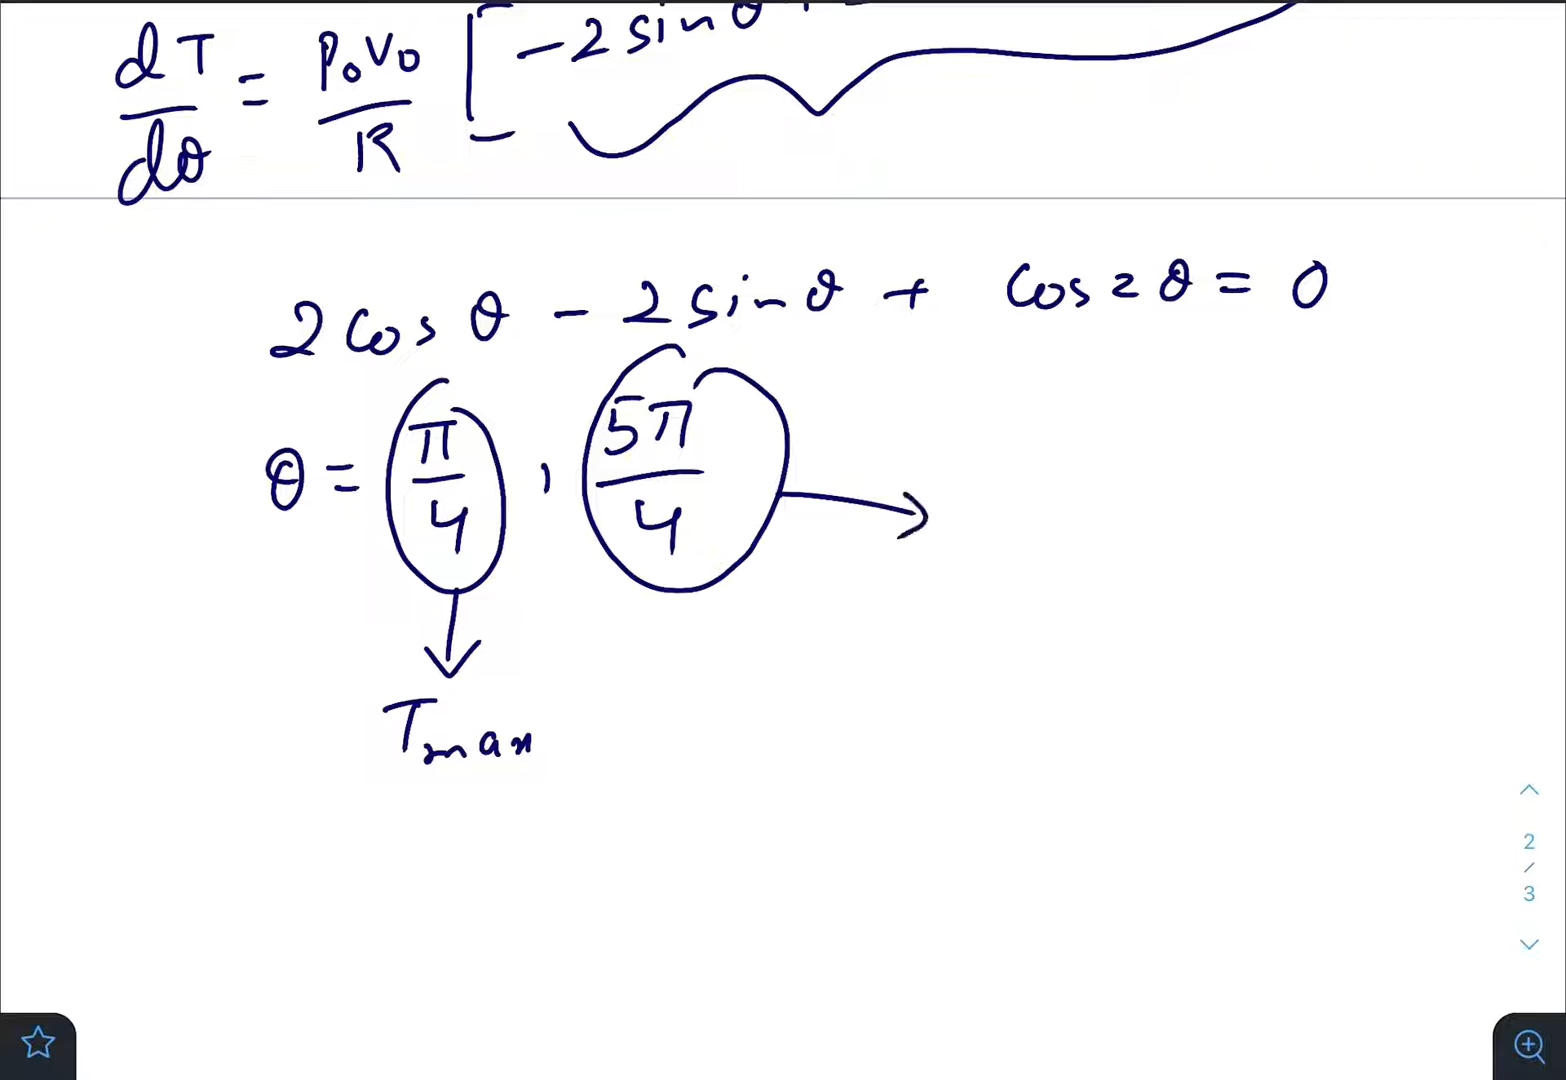 dT/dθ = P₀V₀/R [ -2 sin θ
2 cos θ - 2 sin θ + cos 2θ = 0
θ = π/4 , 5π/4 →
Tmax
2 / 3